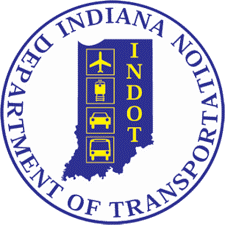 INDIANA
DEPARTMENT OF TRANSPORTATION
INDOT